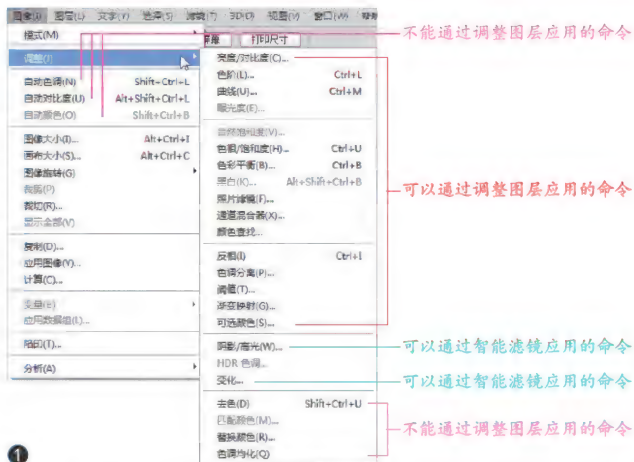 图像(I) 图层(L) 文字(Y) 选择(S) 滤镜(T) 3D(D) 视图(V) 窗口(W)
模式(M)
打印尺寸
调整(J)
自动色调(N) Shift+Ctrl+L
自动对比度(U) Alt+Shift+Ctrl+L
自动颜色(O) Shift+Ctrl+B
图像大小(I)... Alt+Ctrl+I
画布大小(S)... Alt+Ctrl+C
图像旋转(G)
裁剪(P)
裁切(R)...
显示全部(V)
复制(D)...
应用图像(Y)...
计算(C)...
变量(B)
应用数据组(L)...
陷印(T)...
分析(A)
亮度/对比度(C)...
色阶(L)... Ctrl+L
曲线(U)... Ctrl+M
曝光度(E)...
自然饱和度(V)...
色相/饱和度(H)... Ctrl+U
色彩平衡(B)... Ctrl+B
黑白(K)... Alt+Shift+Ctrl+B
照片滤镜(F)...
通道混合器(X)...
颜色查找...
反相(I) Ctrl+I
色调分离(P)...
阈值(T)...
渐变映射(G)...
可选颜色(S)...
阴影/高光(W)...
HDR 色调...
变化...
去色(D) Shift+Ctrl+U
匹配颜色(M)...
替换颜色(R)...
色调均化(Q)
不能通过调整图层应用的命令
可以通过调整图层应用的命令
可以通过智能滤镜应用的命令
可以通过智能滤镜应用的命令
不能通过调整图层应用的命令
1